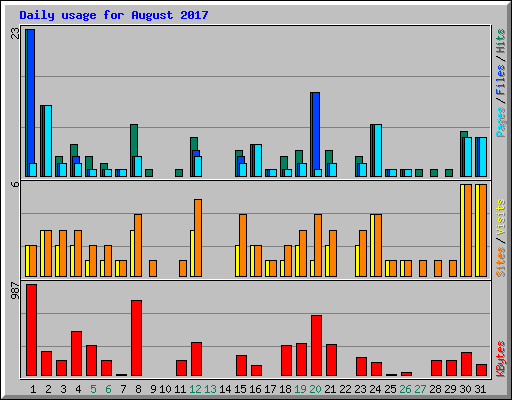 Daily usage for August 2017
23
Pages / Files / Hits
6
Sites / Visits
987
KBytes
1 2 3 4 5 6 7 8 9 10 11 12 13 14 15 16 17 18 19 20 21 22 23 24 25 26 27 28 29 30 31